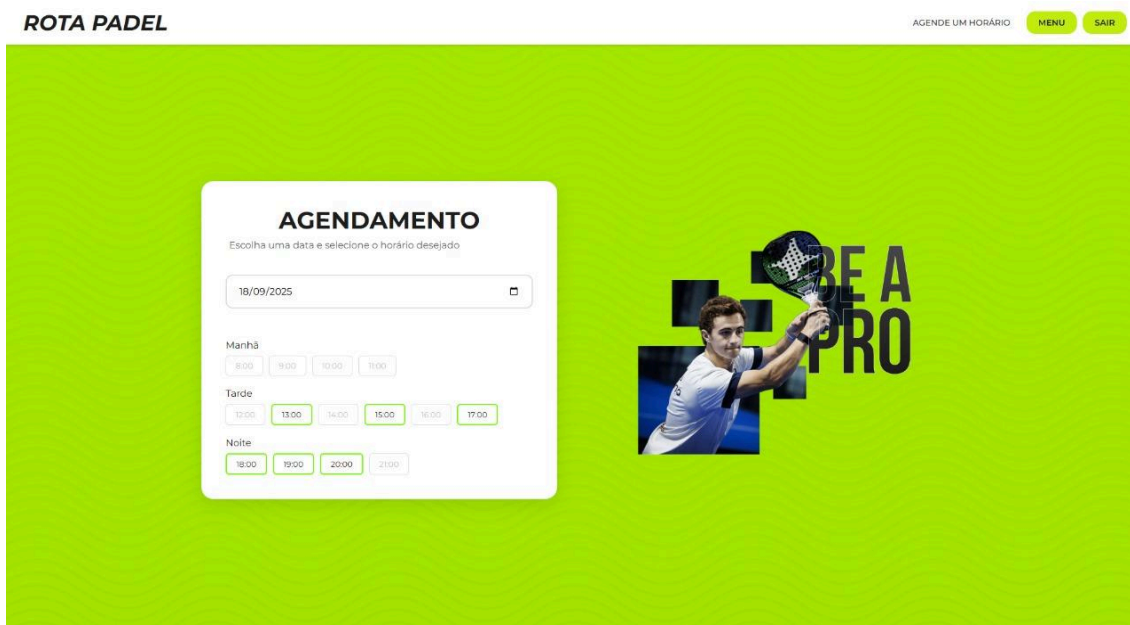 ROTA PADEL
AGENDE UM HORÁRIO MENU SAIR
AGENDAMENTO
Escolha uma data e selecione o horário desejado
18/09/2025
Manhã
8:00 9:00 10:00 11:00
Tarde
12:00 13:00 14:00 15:00 16:00 17:00
Noite
18:00 19:00 20:00 21:00
BE A
PRO